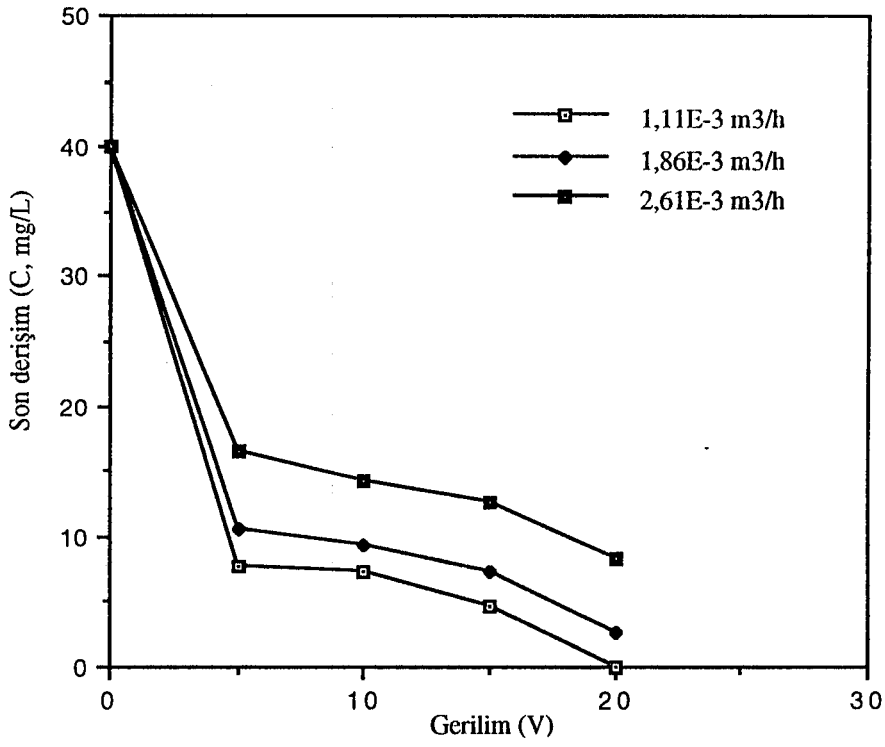 50
40
30
20
10
0
0
10
20
30
Son derişim (C, mg/L)
Gerilim (V)
1,11E-3 m3/h
1,86E-3 m3/h
2,61E-3 m3/h